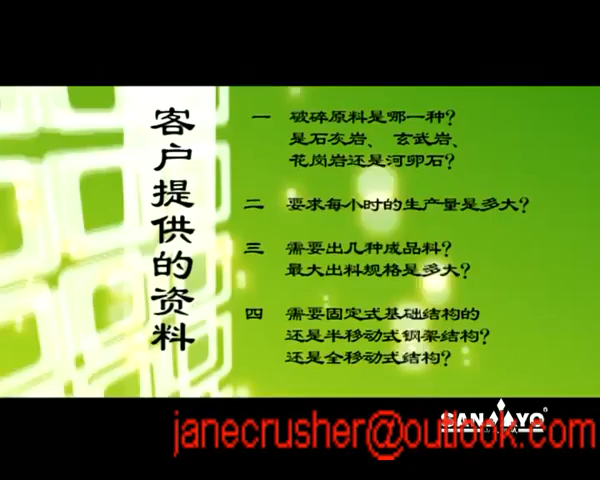 客户提供的资料
一 破碎原料是哪一种？
是石灰岩、玄武岩、
花岗岩还是河卵石？
二 要求每小时的生产量是多大？
三 需要出几种成品料？
最大出料规格是多大？
四 需要固定式基础结构的
还是半移动式钢架结构？
还是全移动式结构？
janecrusher@outlook.com